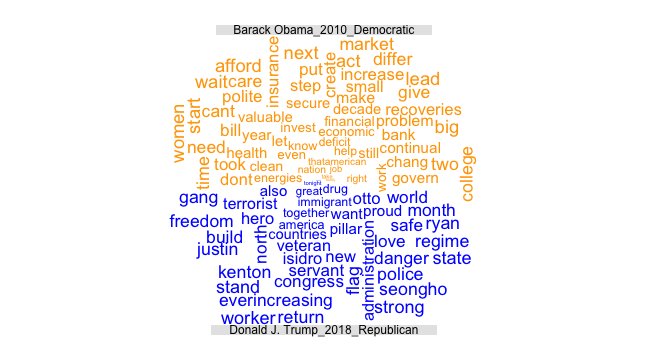 Barack Obama_2010_Democratic
next market
insurance put act differ
afford create
wait care step increase lead
polite small give
start cant secure make
women valuable decade recoveries
bill year invest financial problem big
need let know economic bank
health even deficit continual
time took clean help still chang two
thatamerican
nation job work
dont energies right govern college
tonight
also great drug
gang terrorist immigrant otto world
freedom hero together want proud month
build america pillar safe ryan
justin north countries love regime
veteran administration
isidro new danger state
kenton servant flag police
stand congress seongho
everincreasing strong
worker return
Donald J. Trump_2018_Republican